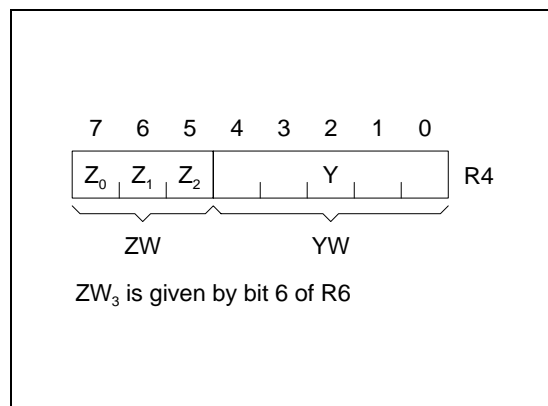 7 6 5 4 3 2 1 0
Z₀ Z₁ Z₂ Y R4
ZW YW
ZW₃ is given by bit 6 of R6